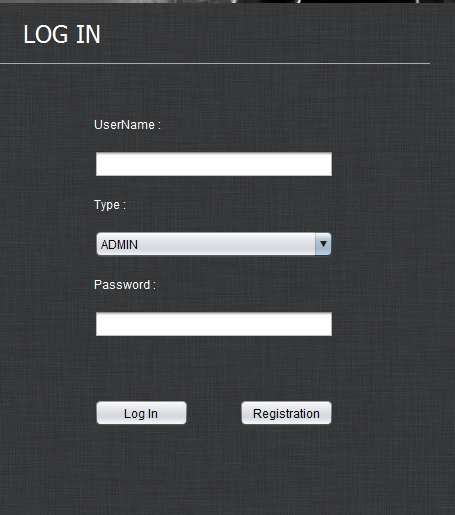 LOG IN
UserName :
Type :
ADMIN
Password :
Log In
Registration